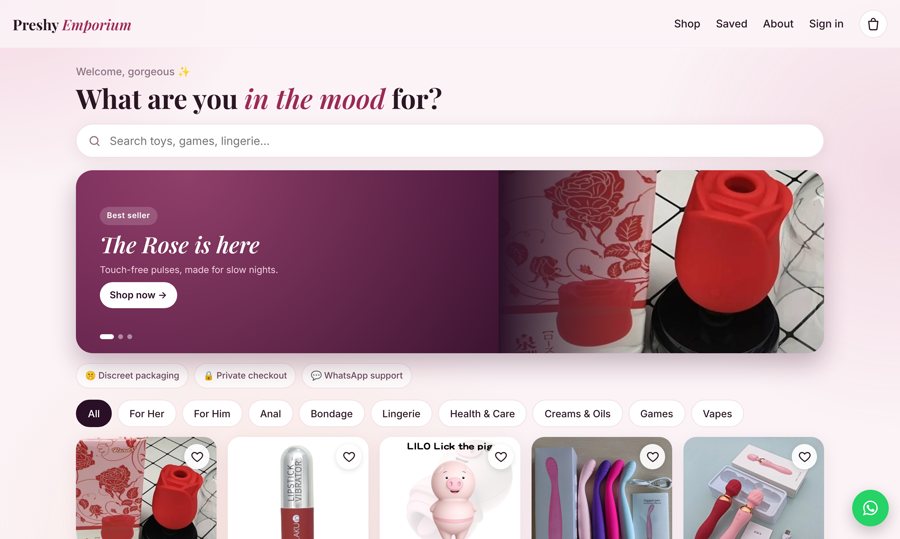 Preshy Emporium
Shop
Saved
About
Sign in
Welcome, gorgeous ✨
What are you in the mood for?
Search toys, games, lingerie...
Best seller
The Rose is here
Touch-free pulses, made for slow nights.
Shop now →
🤫 Discreet packaging
🔒 Private checkout
💬 WhatsApp support
All
For Her
For Him
Anal
Bondage
Lingerie
Health & Care
Creams & Oils
Games
Vapes
LIPSTICK
VIBRATOR
LILO Lick the pig